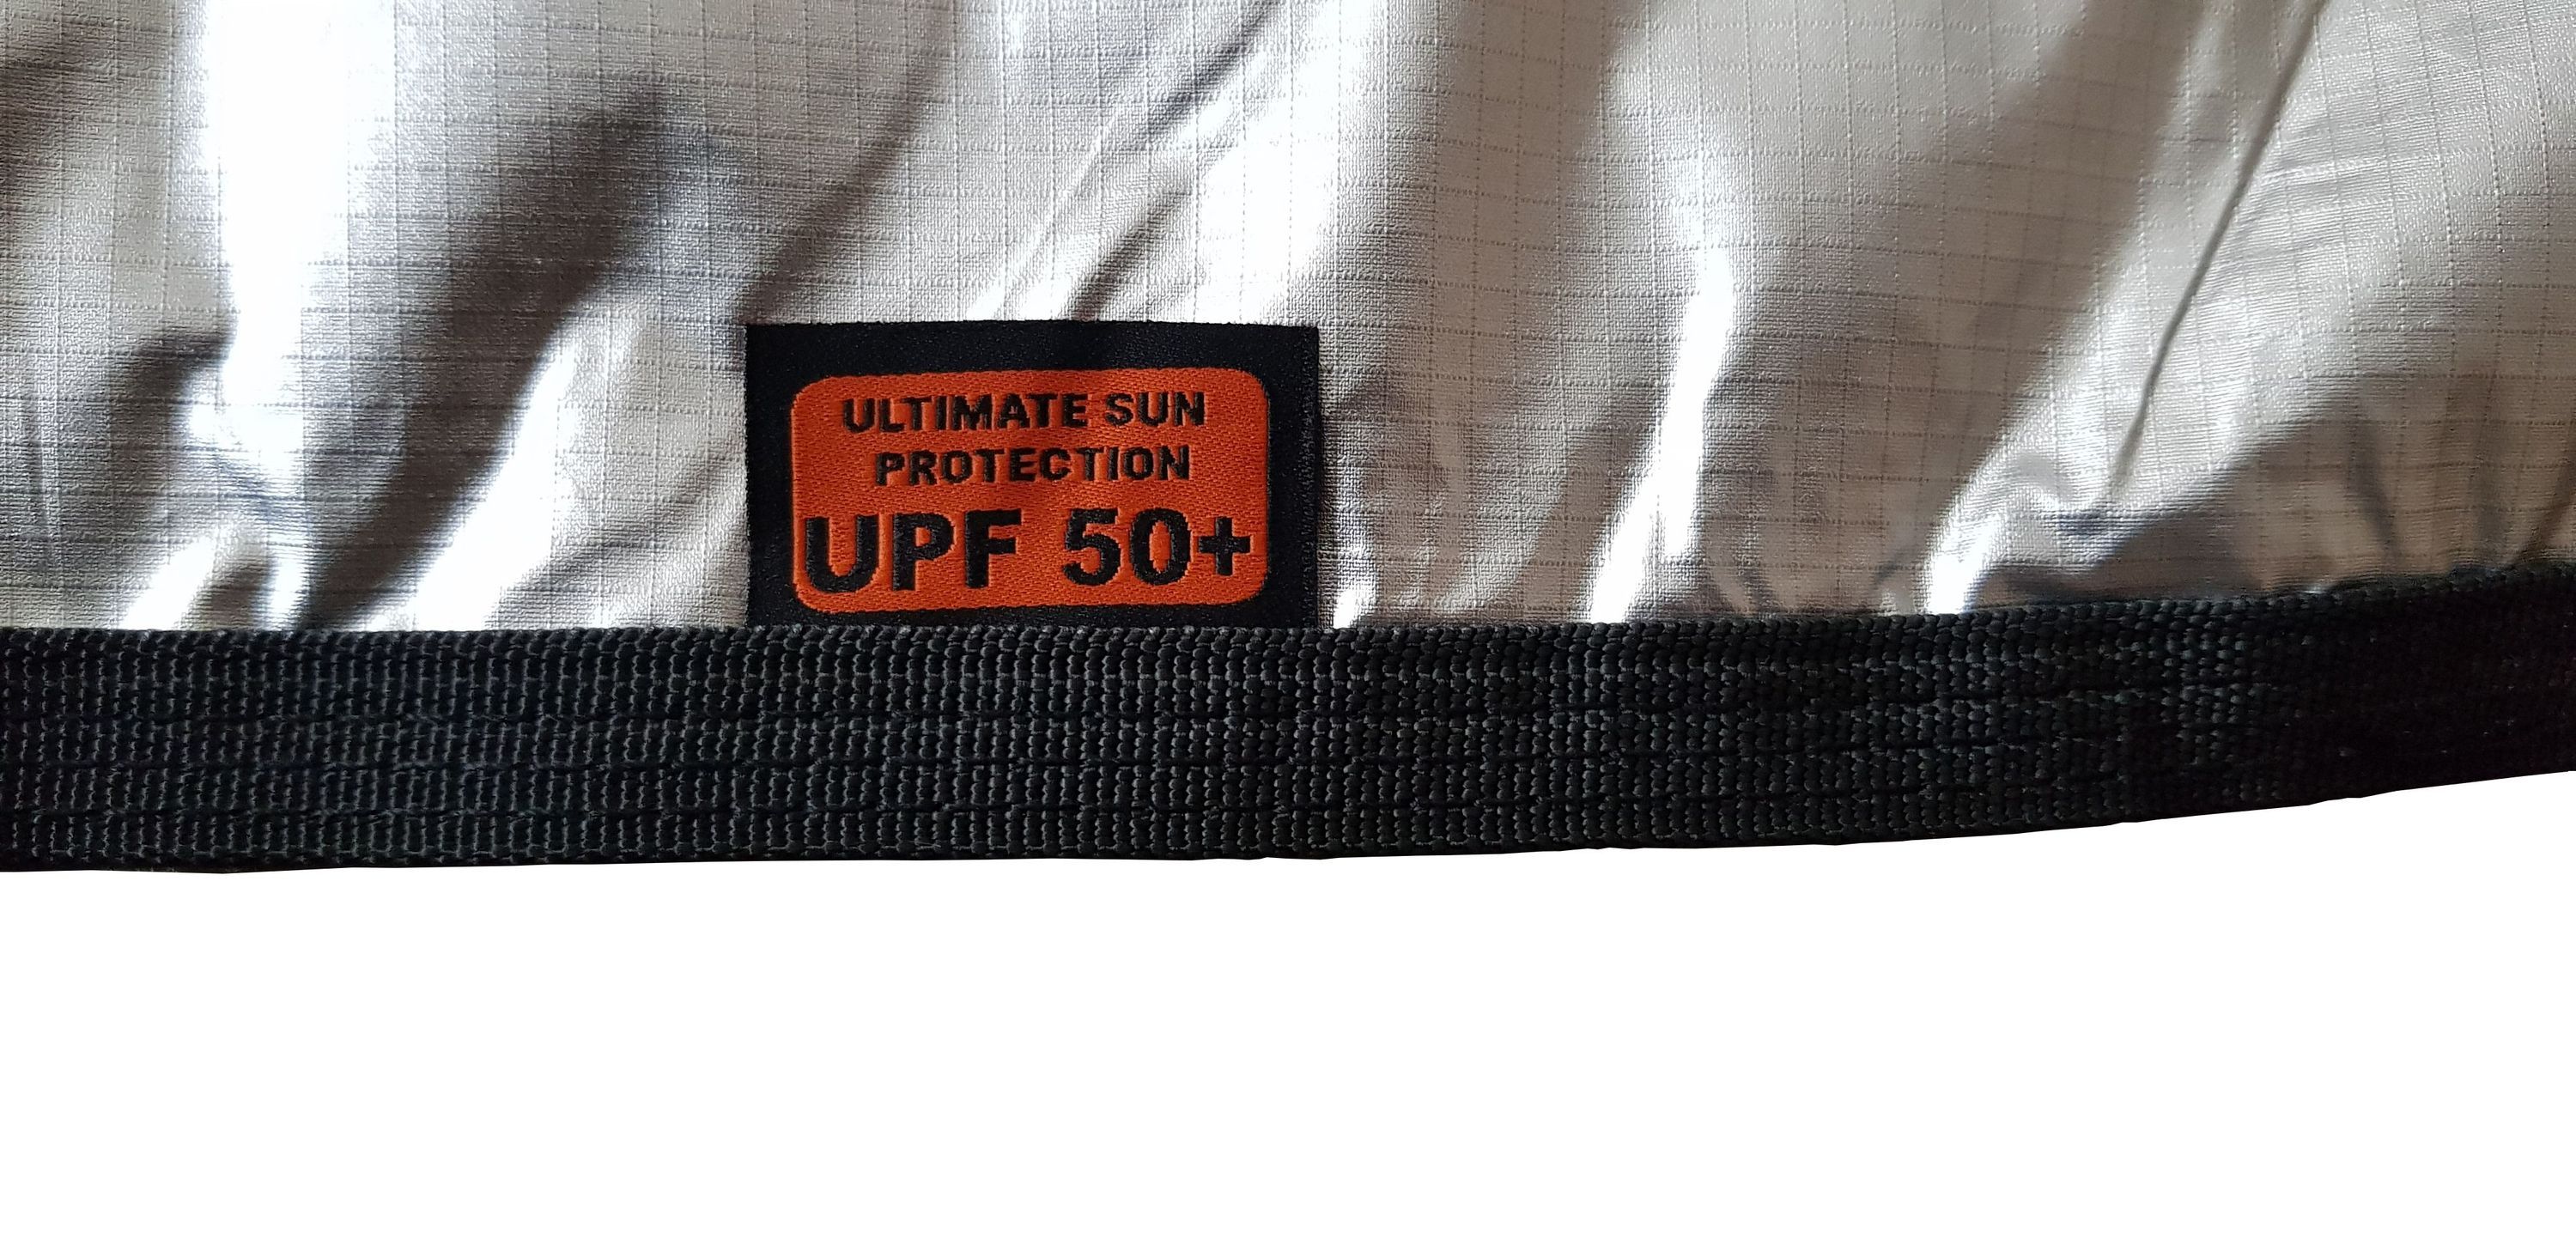 ULTIMATE SUN
PROTECTION
UPF 50+